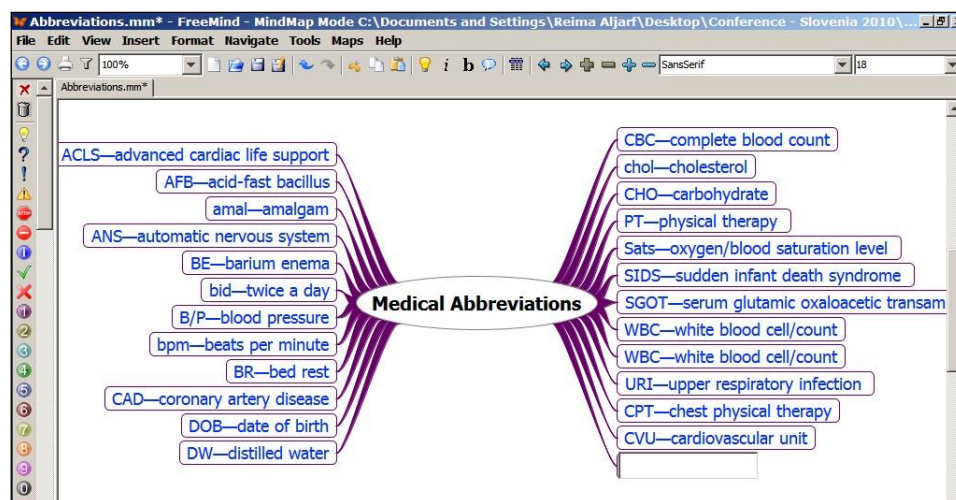 Abbreviations.mm* - FreeMind - MindMap Mode C:\Documents and Settings\Reima Aljarf\Desktop\Conference - Slovenia 2010\...
File Edit View Insert Format Navigate Tools Maps Help
100%
SansSerif
18
Abbreviations.mm*
ACLS—advanced cardiac life support
AFB—acid-fast bacillus
amal—amalgam
ANS—automatic nervous system
BE—barium enema
bid—twice a day
B/P—blood pressure
bpm—beats per minute
BR—bed rest
CAD—coronary artery disease
DOB—date of birth
DW—distilled water
Medical Abbreviations
CBC—complete blood count
chol—cholesterol
CHO—carbohydrate
PT—physical therapy
Sats—oxygen/blood saturation level
SIDS—sudden infant death syndrome
SGOT—serum glutamic oxaloacetic transam
WBC—white blood cell/count
WBC—white blood cell/count
URI—upper respiratory infection
CPT—chest physical therapy
CVU—cardiovascular unit